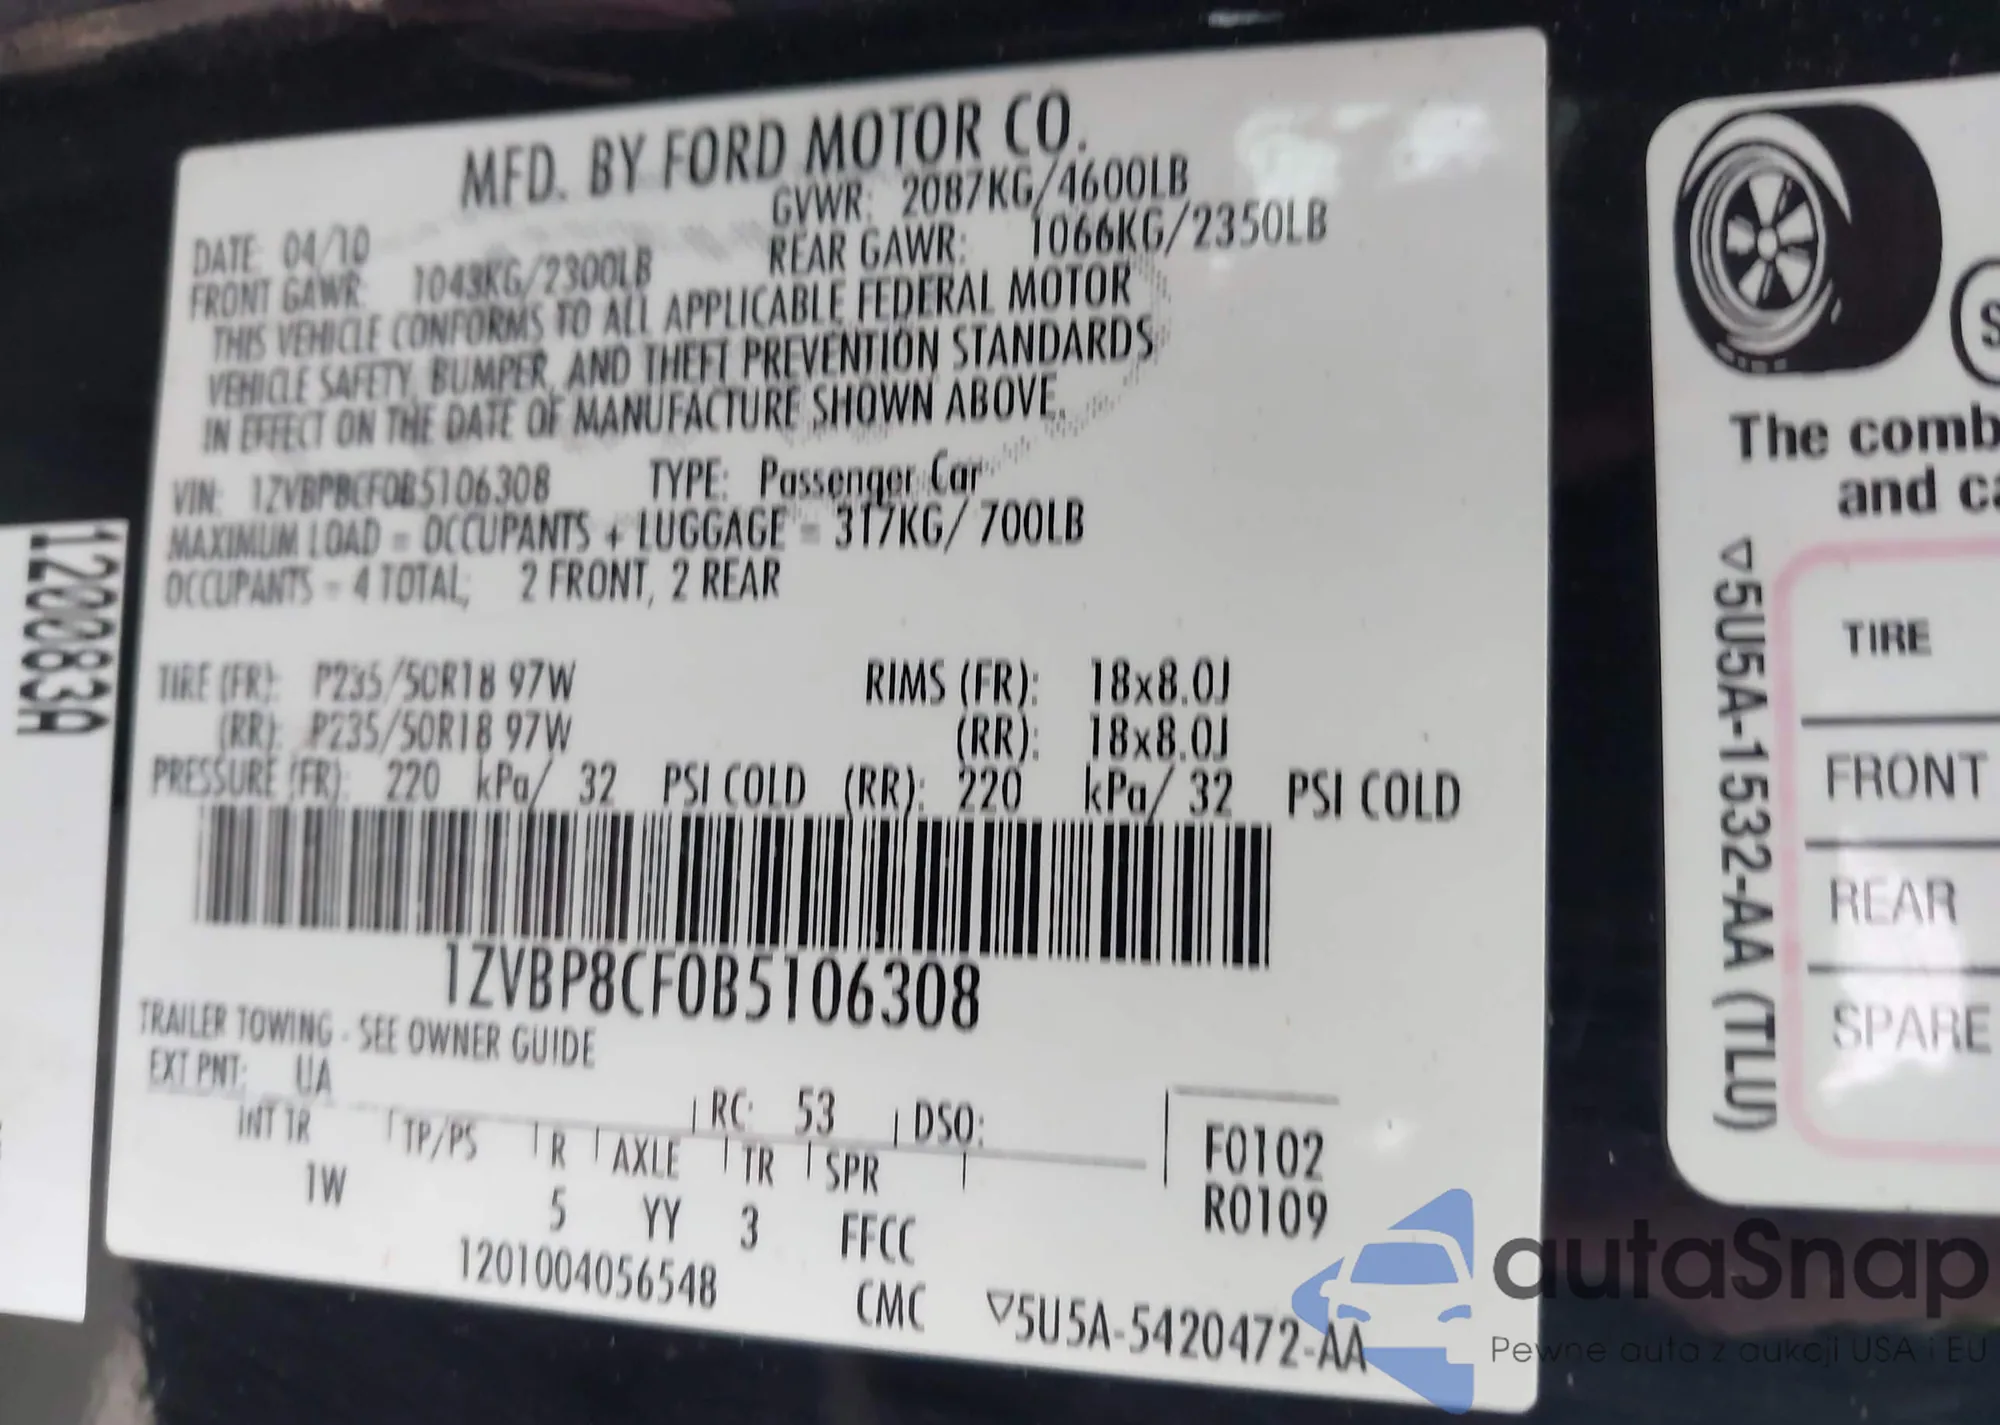 MFD. BY FORD MOTOR CO.
DATE: 04/10 GVWR: 2087KG/4600LB
FRONT GAWR: 1043KG/2300LB REAR GAWR: 1066KG/2350LB
THIS VEHICLE CONFORMS TO ALL APPLICABLE FEDERAL MOTOR
VEHICLE SAFETY, BUMPER, AND THEFT PREVENTION STANDARDS
IN EFFECT ON THE DATE OF MANUFACTURE SHOWN ABOVE.
VIN: 1ZVBP8CF0B5106308 TYPE: Passenger Car
MAXIMUM LOAD = OCCUPANTS + LUGGAGE = 317KG/ 700LB
OCCUPANTS = 4 TOTAL; 2 FRONT, 2 REAR
TIRE (FR): P235/50R18 97W RIMS (FR): 18x8.0J
(RR): P235/50R18 97W (RR): 18x8.0J
PRESSURE (FR): 220 kPa/ 32 PSI COLD (RR): 220 kPa/ 32 PSI COLD
1ZVBP8CF0B5106308
TRAILER TOWING - SEE OWNER GUIDE
EXT PNT: UA RC: 53 DSO:
INT TR TP/PS R AXLE TR SPR
1W 5 YY 3 FFCC
F0102
R0109
1201004056548 CMC ▽5U5A-5420472-AA
120083A
The comb
and ca
▽5U5A-1532-AA (TLU)
TIRE
FRONT
REAR
SPARE
autaSnap
Pewne auta z aukcji USA i EU